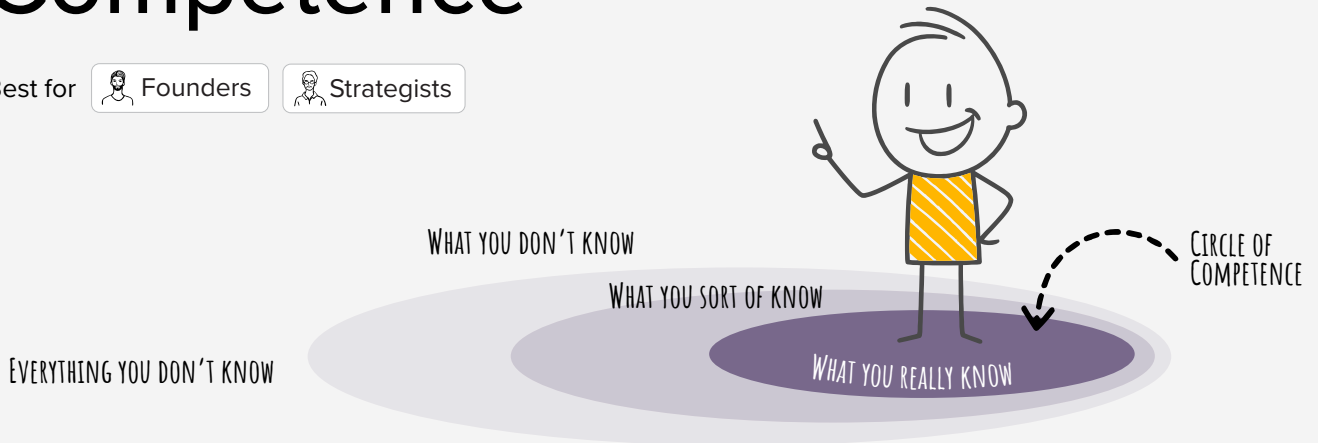 Competence
Best for Founders Strategists
What you don't know
Circle of
Competence
What you sort of know
Everything you don't know
What you really know